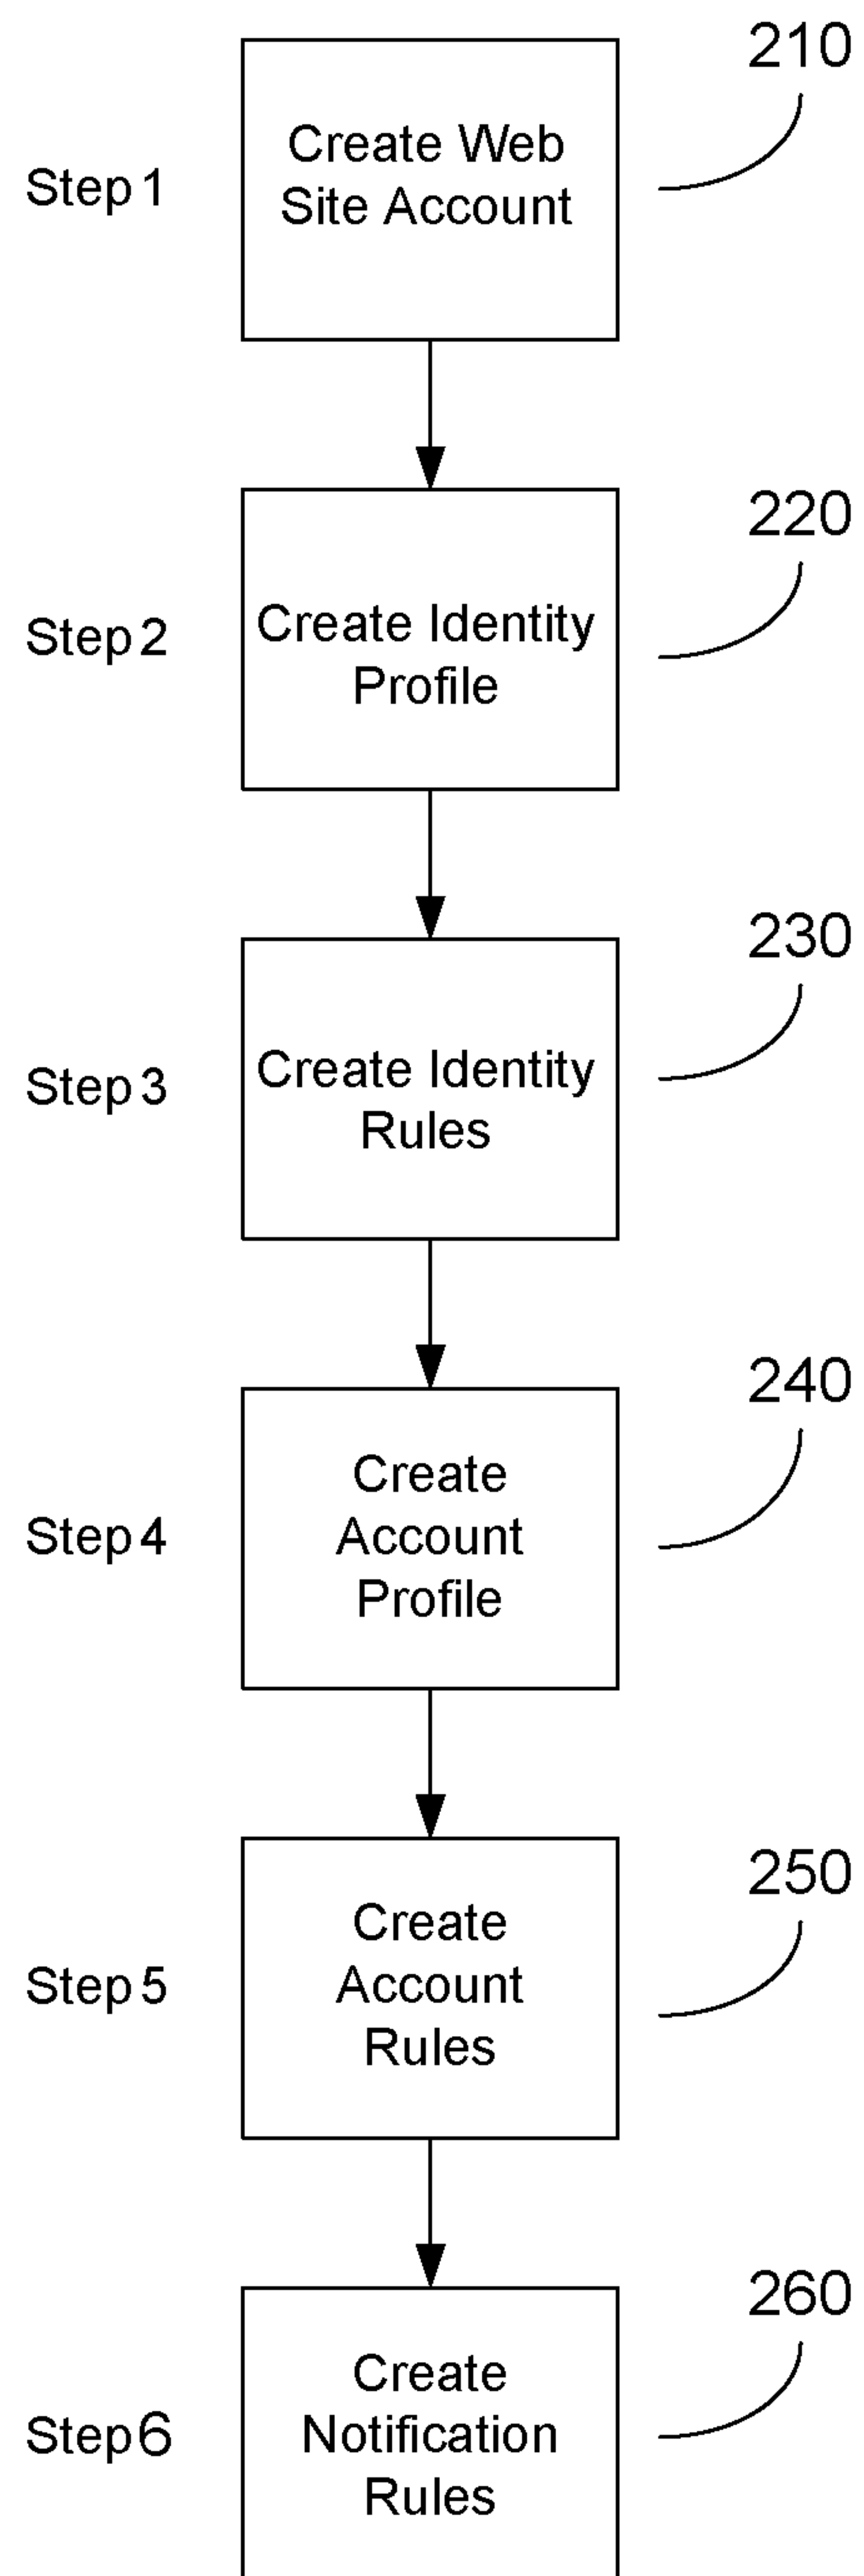 210
Create Web
Step 1
Site Account
220
Create Identity
Step 2
Profile
230
Create Identity
Step 3
Rules
240
Create
Step 4
Account
Profile
250
Create
Step 5
Account
Rules
260
Create
Step 6
Notification
Rules